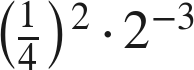 (1/4)² · 2⁻³